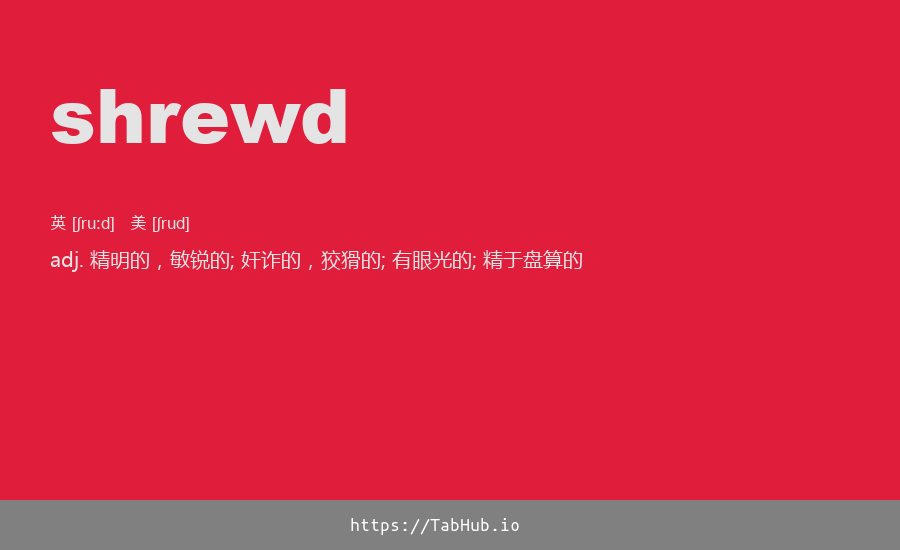 shrewd
英 [ʃruːd] 美 [ʃrud]
adj. 精明的，敏锐的; 奸诈的，狡猾的; 有眼光的; 精于盘算的
https://TabHub.io